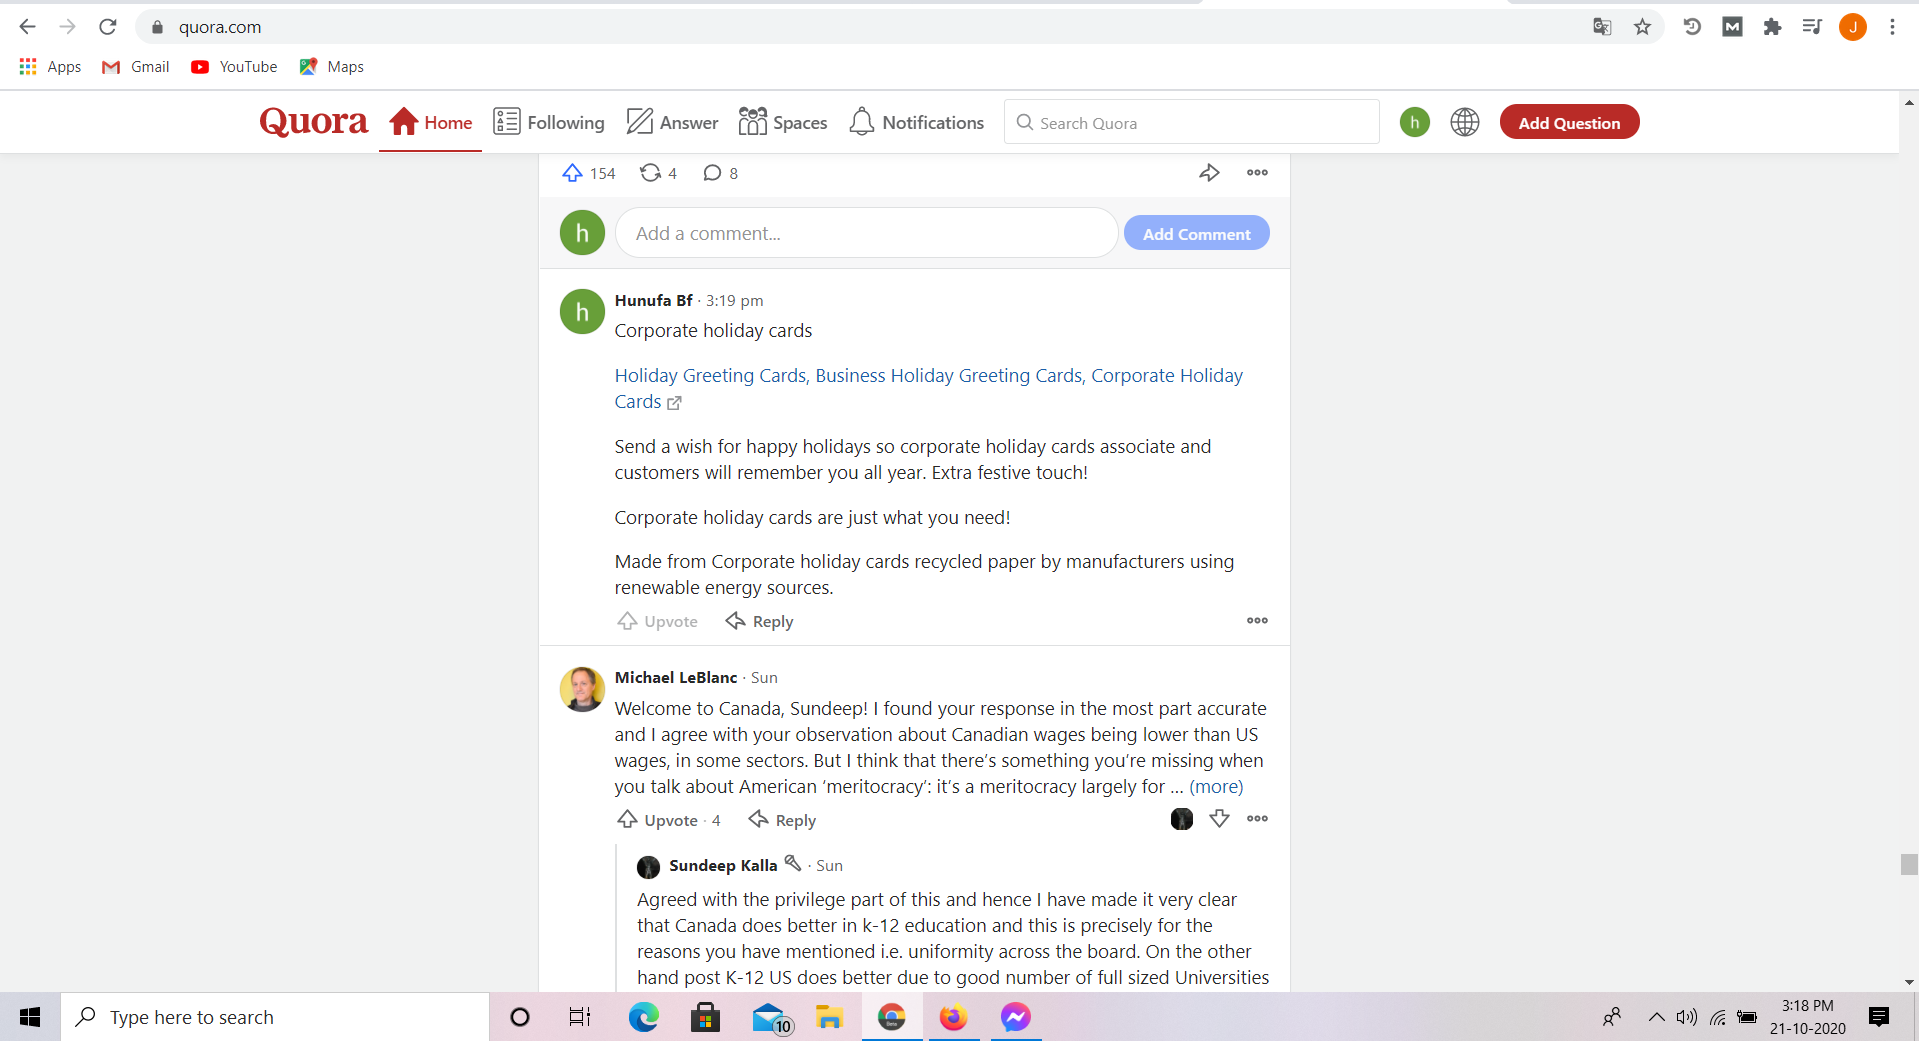 quora.com
J
Apps Gmail YouTube Maps
Quora Home Following Answer Spaces Notifications Search Quora h Add Question
154 4 8
h Add a comment... Add Comment
h Hunufa Bf · 3:19 pm
Corporate holiday cards
Holiday Greeting Cards, Business Holiday Greeting Cards, Corporate Holiday
Cards
Send a wish for happy holidays so corporate holiday cards associate and
customers will remember you all year. Extra festive touch!
Corporate holiday cards are just what you need!
Made from Corporate holiday cards recycled paper by manufacturers using
renewable energy sources.
Upvote Reply
Michael LeBlanc · Sun
Welcome to Canada, Sundeep! I found your response in the most part accurate
and I agree with your observation about Canadian wages being lower than US
wages, in some sectors. But I think that there's something you're missing when
you talk about American ‘meritocracy’: it's a meritocracy largely for ... (more)
Upvote · 4 Reply
Sundeep Kalla · Sun
Agreed with the privilege part of this and hence I have made it very clear
that Canada does better in k-12 education and this is precisely for the
reasons you have mentioned i.e. uniformity across the board. On the other
hand post K-12 US does better due to good number of full sized Universities
Type here to search
10
Beta
3:18 PM
21-10-2020